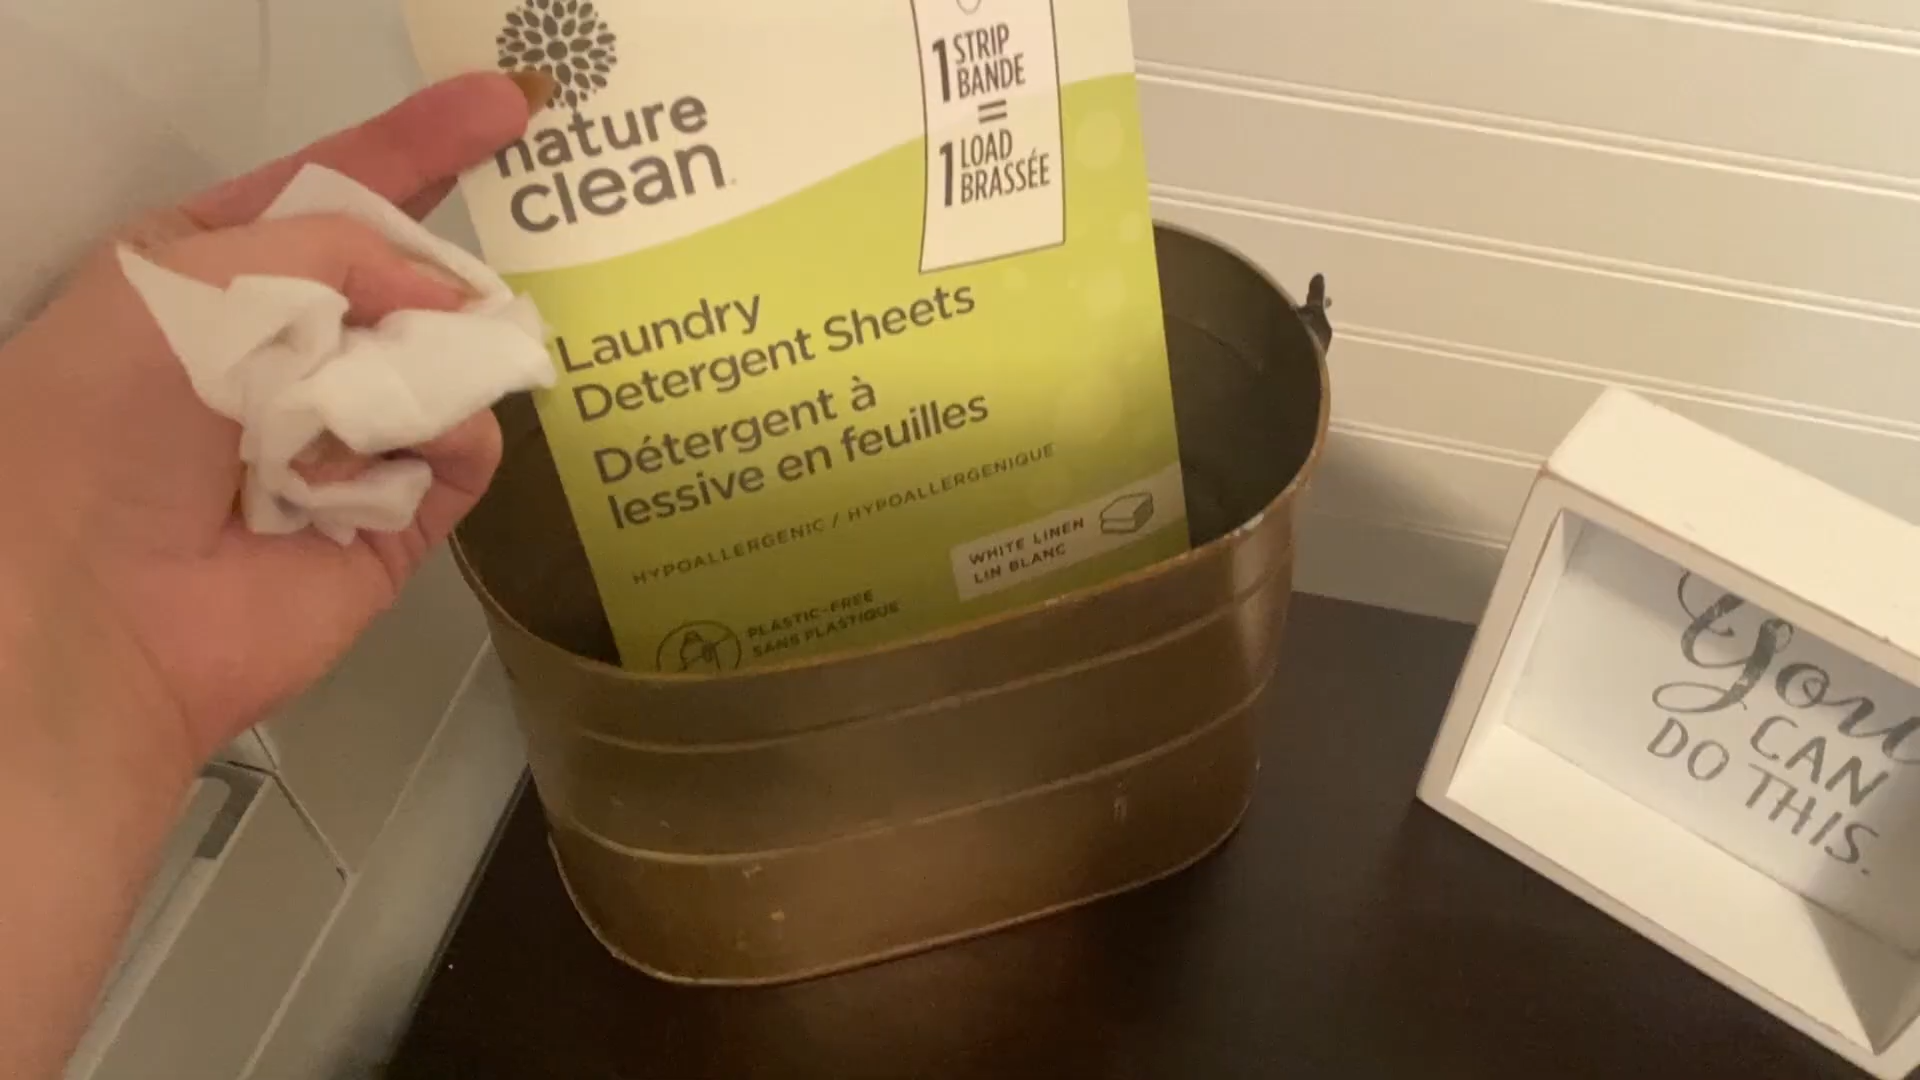 nature
clean
1 STRIP
BANDE
=
1 LOAD
BRASSÉE
Laundry
Detergent Sheets
Détergent à
lessive en feuilles
HYPOALLERGENIC / HYPOALLERGENIQUE
WHITE LINEN
LIN BLANC
PLASTIC-FREE
SANS PLASTIQUE
You
CAN
DO THIS.